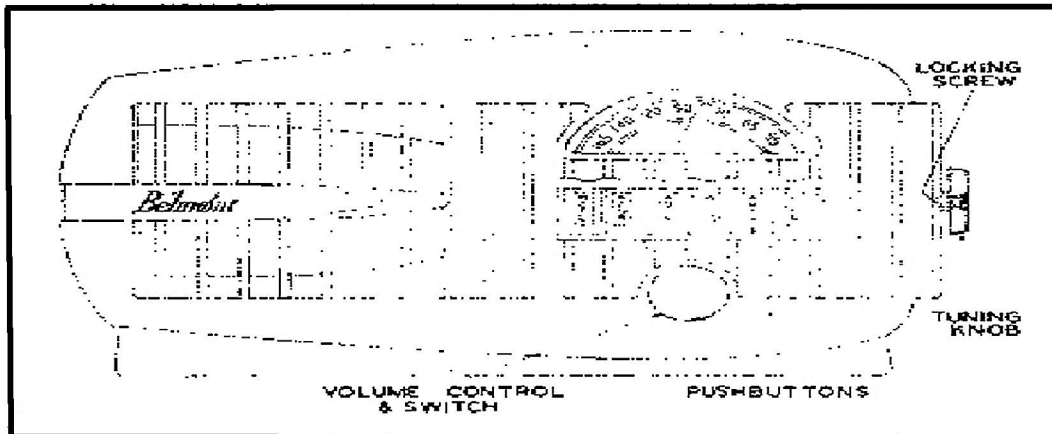 LOCKING
SCREW
Belmont
TUNING
KNOB
VOLUME CONTROL
& SWITCH
PUSHBUTTONS